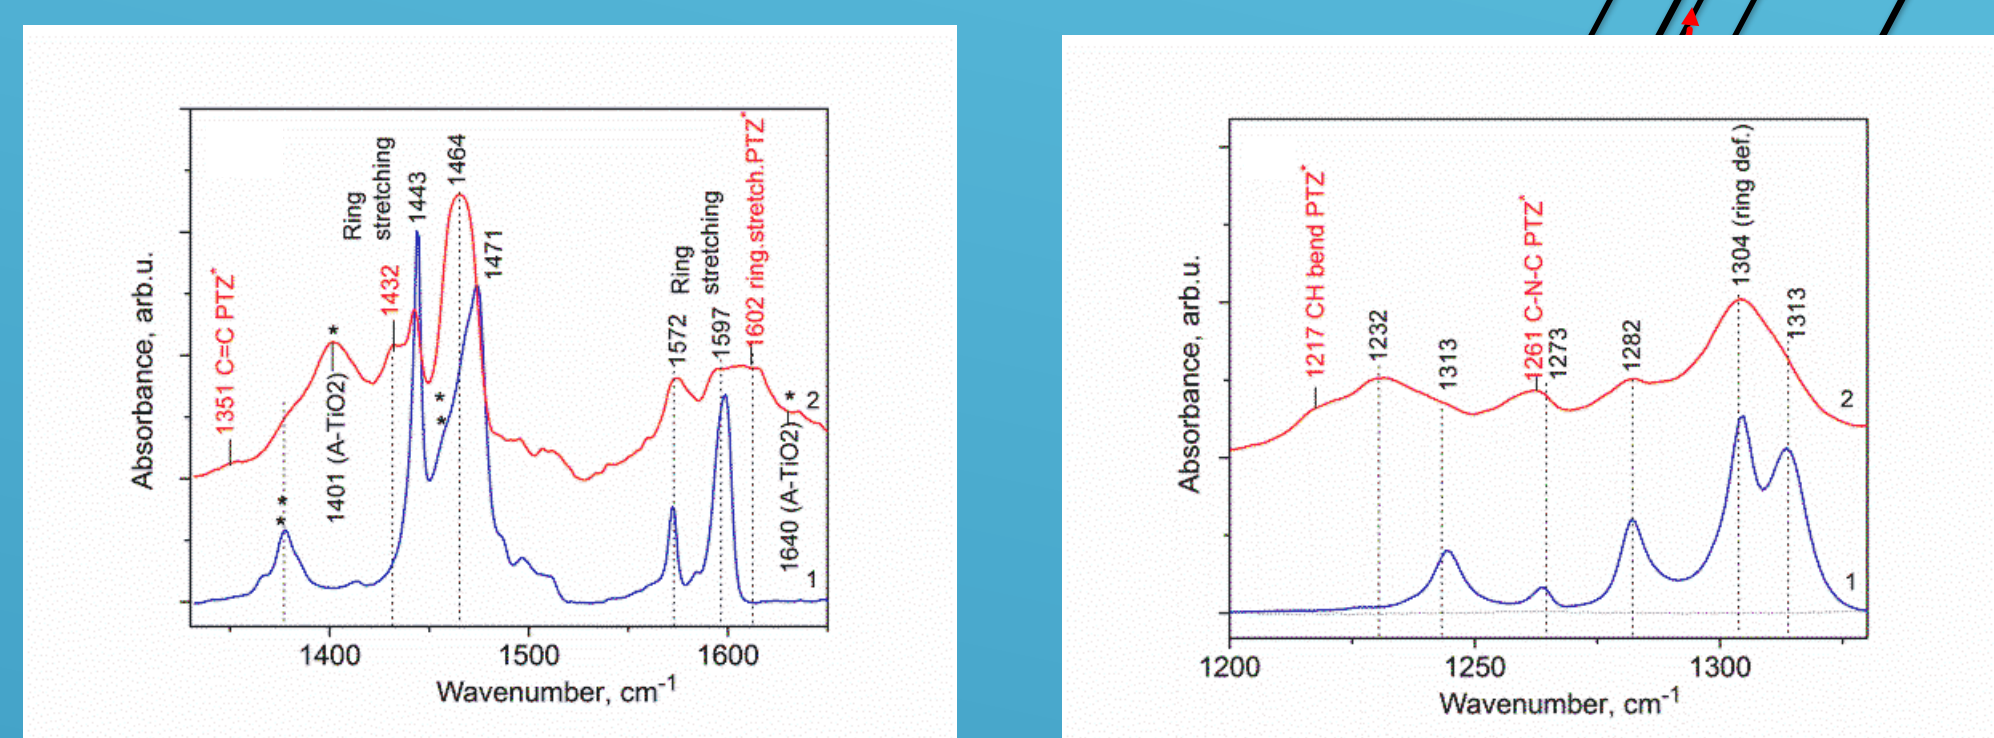 Absorbance, arb.u.
1351 C=C PTZ*
*
*
1401 (A-TiO2)
*
Ring
stretching
1432
1443
*
*
1464
1471
1572
Ring
stretching
1597
1602 ring.stretch.PTZ*
1640 (A-TiO2)
*
2
1
1400
1500
1600
Wavenumber, cm-1
Absorbance, arb.u.
1217 CH bend PTZ*
1232
1313
1261 C-N-C PTZ*
1273
1282
1304 (ring def.)
1313
2
1
1200
1250
1300
Wavenumber, cm-1